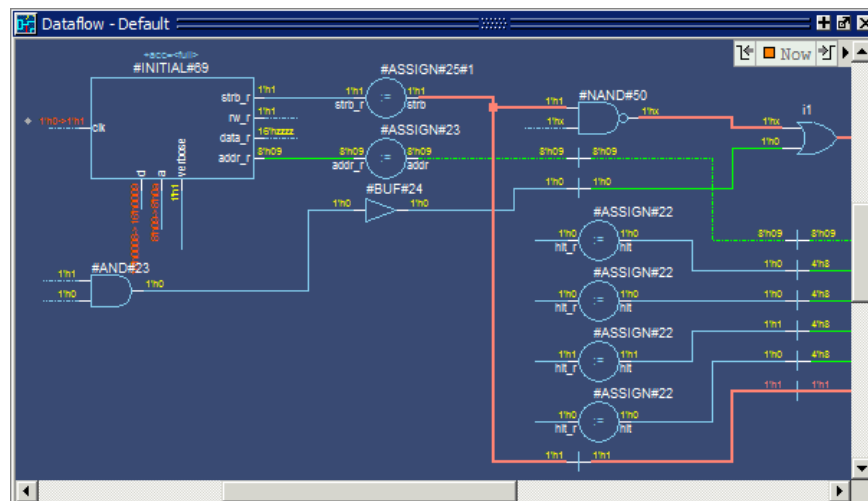 Dataflow - Default
Now
+acc=<full>
#INITIAL#69
1'h0->1'h1
clk
strb_r
1'h1
rw_r
1'h1
data_r
16'hzzzz
addr_r
8'h09
d
a
verbose
1'h1
#ASSIGN#25#1
1'h1
strb_r
:=
1'h1
strb
#ASSIGN#23
8'h09
addr_r
:=
8'h09
addr
#BUF#24
1'h0
1'h0
#AND#23
1'h1
1'h0
1'h0
#NAND#50
1'h1
1'hx
1'hx
i1
1'hx
1'h0
8'h09
8'h09
1'h0
1'h0
#ASSIGN#22
1'h0
hit_r
:=
1'h0
hit
#ASSIGN#22
1'h0
hit_r
:=
1'h0
hit
#ASSIGN#22
1'h1
hit_r
:=
1'h1
hit
#ASSIGN#22
1'h0
hit_r
:=
1'h0
hit
8'h09
8'h09
1'h0
4'h8
1'h0
4'h8
1'h1
4'h8
1'h0
4'h8
1'h1
1'h1
1'h1
1'h1